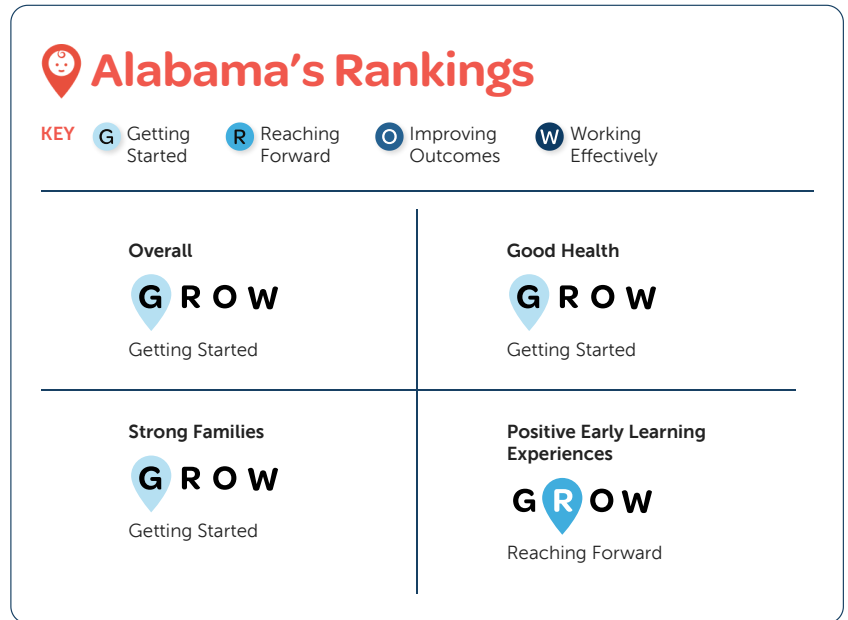 Alabama's Rankings
KEY
G Getting Started
R Reaching Forward
O Improving Outcomes
W Working Effectively
Overall
G R O W
Getting Started
Good Health
G R O W
Getting Started
Strong Families
G R O W
Getting Started
Positive Early Learning
Experiences
G R O W
Reaching Forward